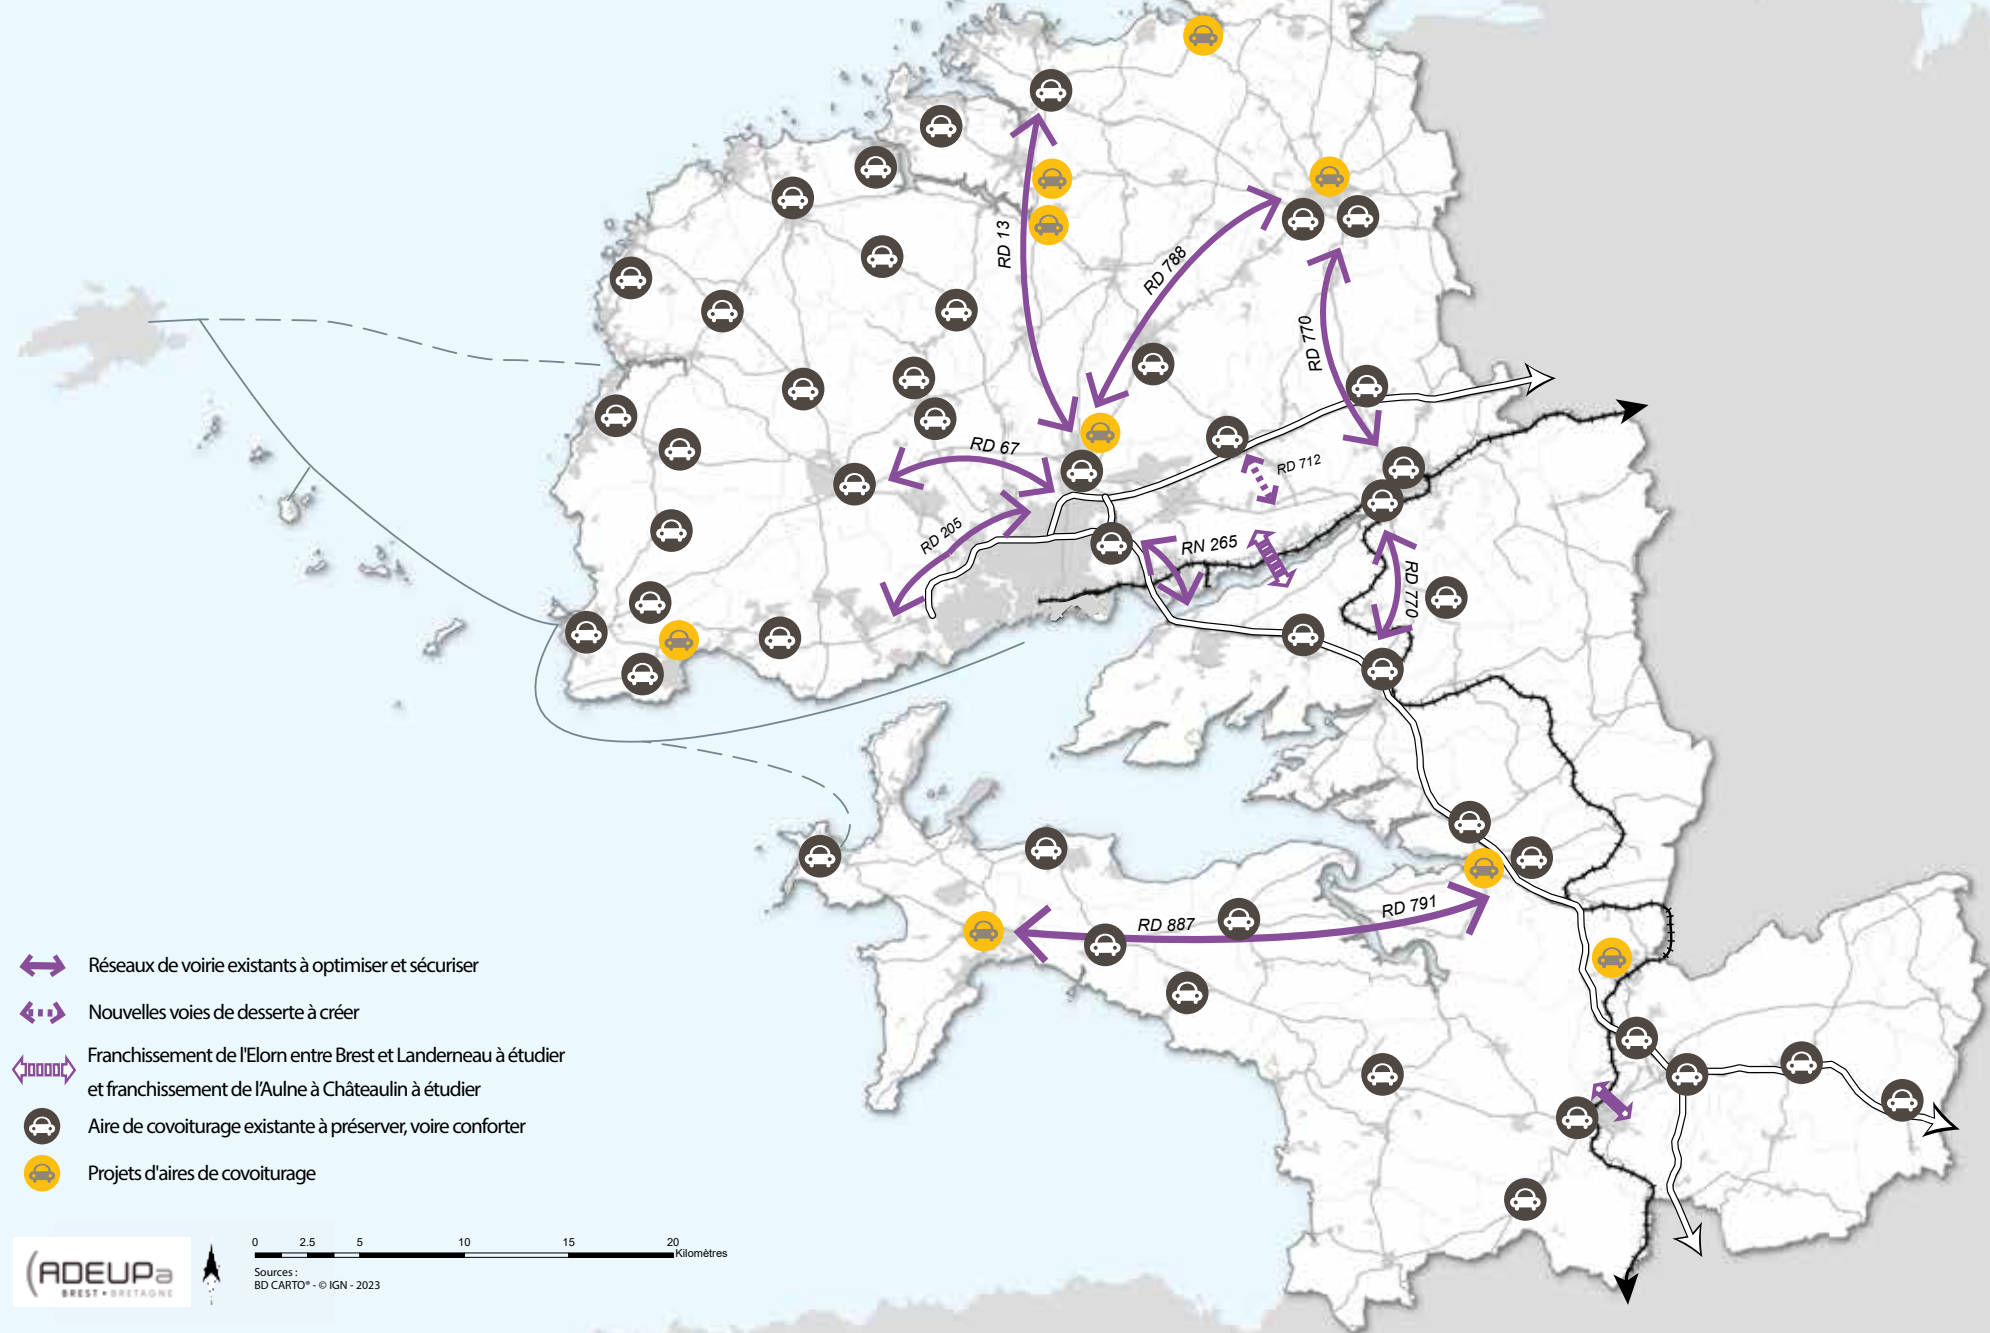 RD 13
RD 788
RD 770
RD 67
RD 712
RD 205
RN 265
RD 770
RD 791
RD 887
Réseaux de voirie existants à optimiser et sécuriser
Nouvelles voies de desserte à créer
Franchissement de l'Elorn entre Brest et Landerneau à étudier
et franchissement de l'Aulne à Châteaulin à étudier
Aire de covoiturage existante à préserver, voire conforter
Projets d'aires de covoiturage
0 2.5 5 10 15 20
Kilomètres
ADEUPa
BREST • BRETAGNE
Sources :
BD CARTO® - © IGN - 2023